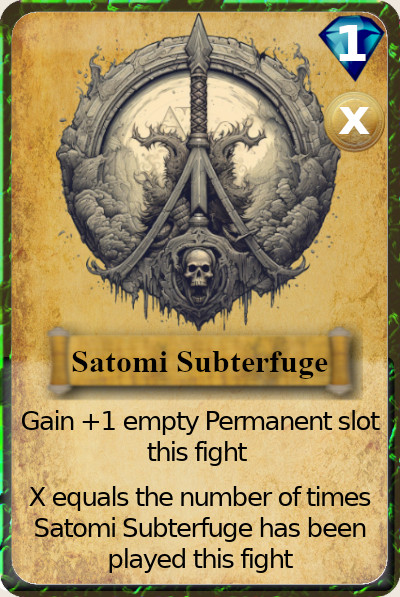 1
X
Satomi Subterfuge
Gain +1 empty Permanent slot
this fight
X equals the number of times
Satomi Subterfuge has been
played this fight